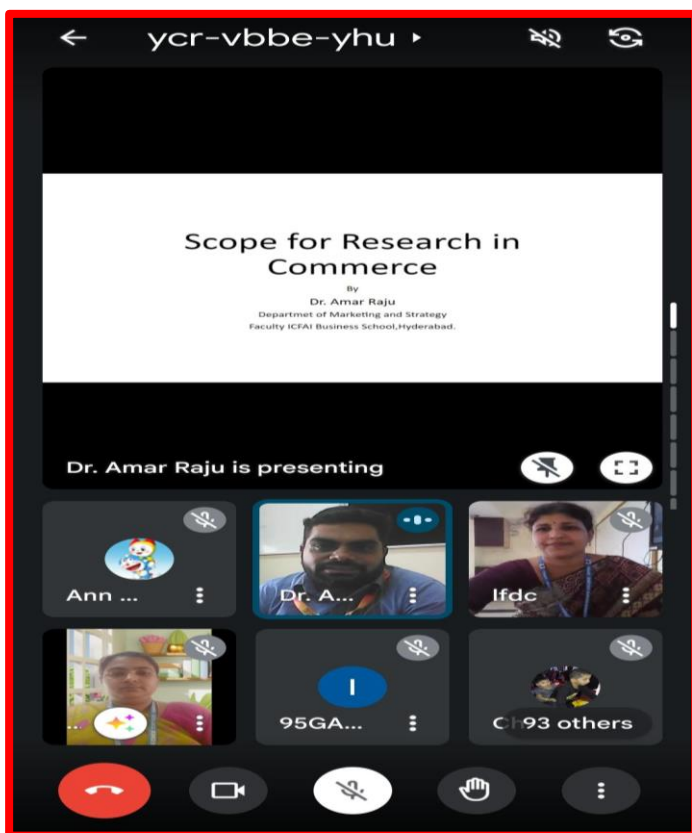 ycr-vbbe-yhu
Scope for Research in
Commerce
By
Dr. Amar Raju
Departmet of Marketing and Strategy
Faculty ICFAI Business School,Hyderabad.
Dr. Amar Raju is presenting
Ann ...
Dr. A...
lfdc
...
I
95GA...
93 others